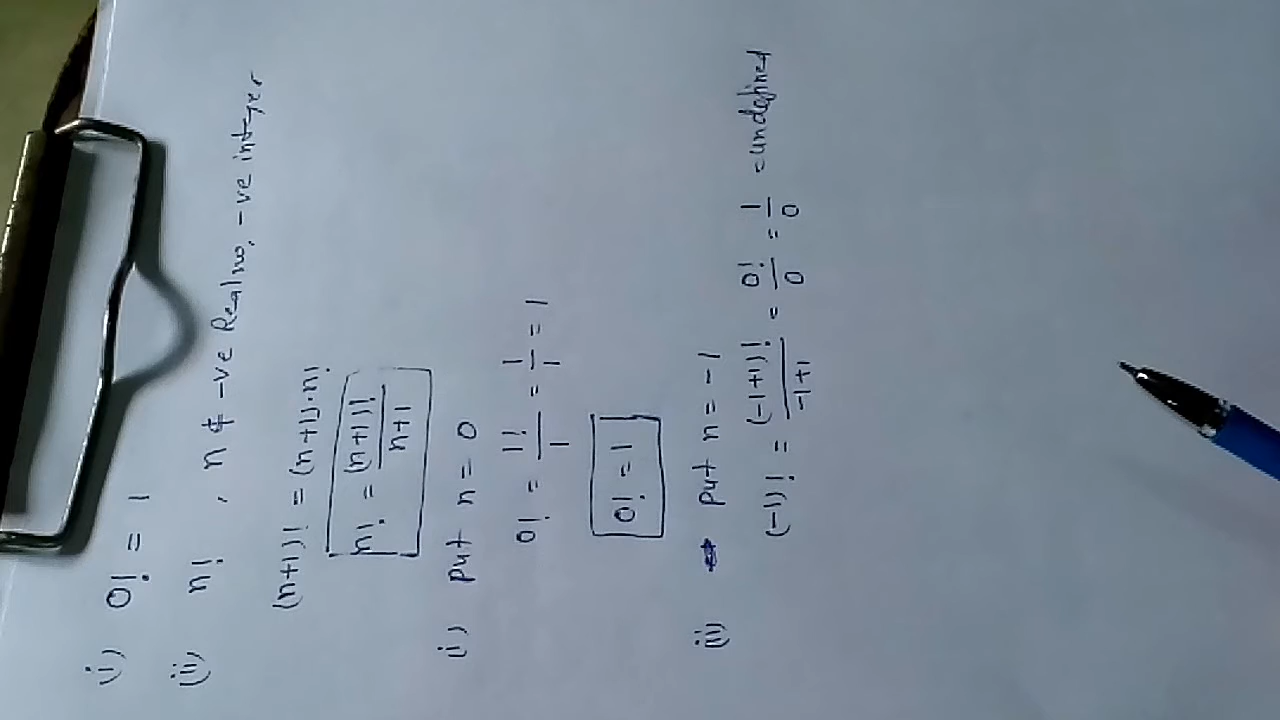 (i) 0! = 1
(ii) n! , n ∉ -ve Real no, -ve integer
(n+1)! = (n+1)·n!
n! = (n+1)!/n+1
(i) put n = 0
0! = 1!/1 = 1/1 = 1
0! = 1
(ii) put n = -1
(-1)! = (-1+1)!/-1+1 = 0!/0 = 1/0 = undefined